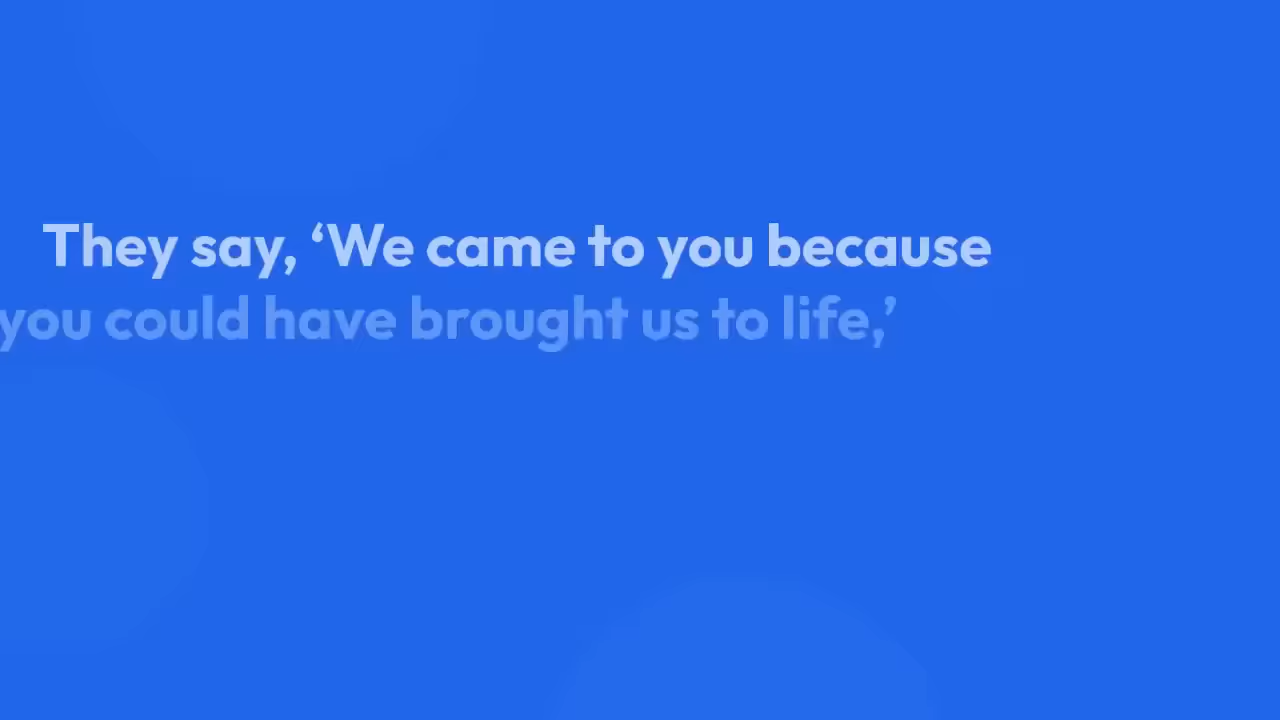 They say, ‘We came to you because
you could have brought us to life,’